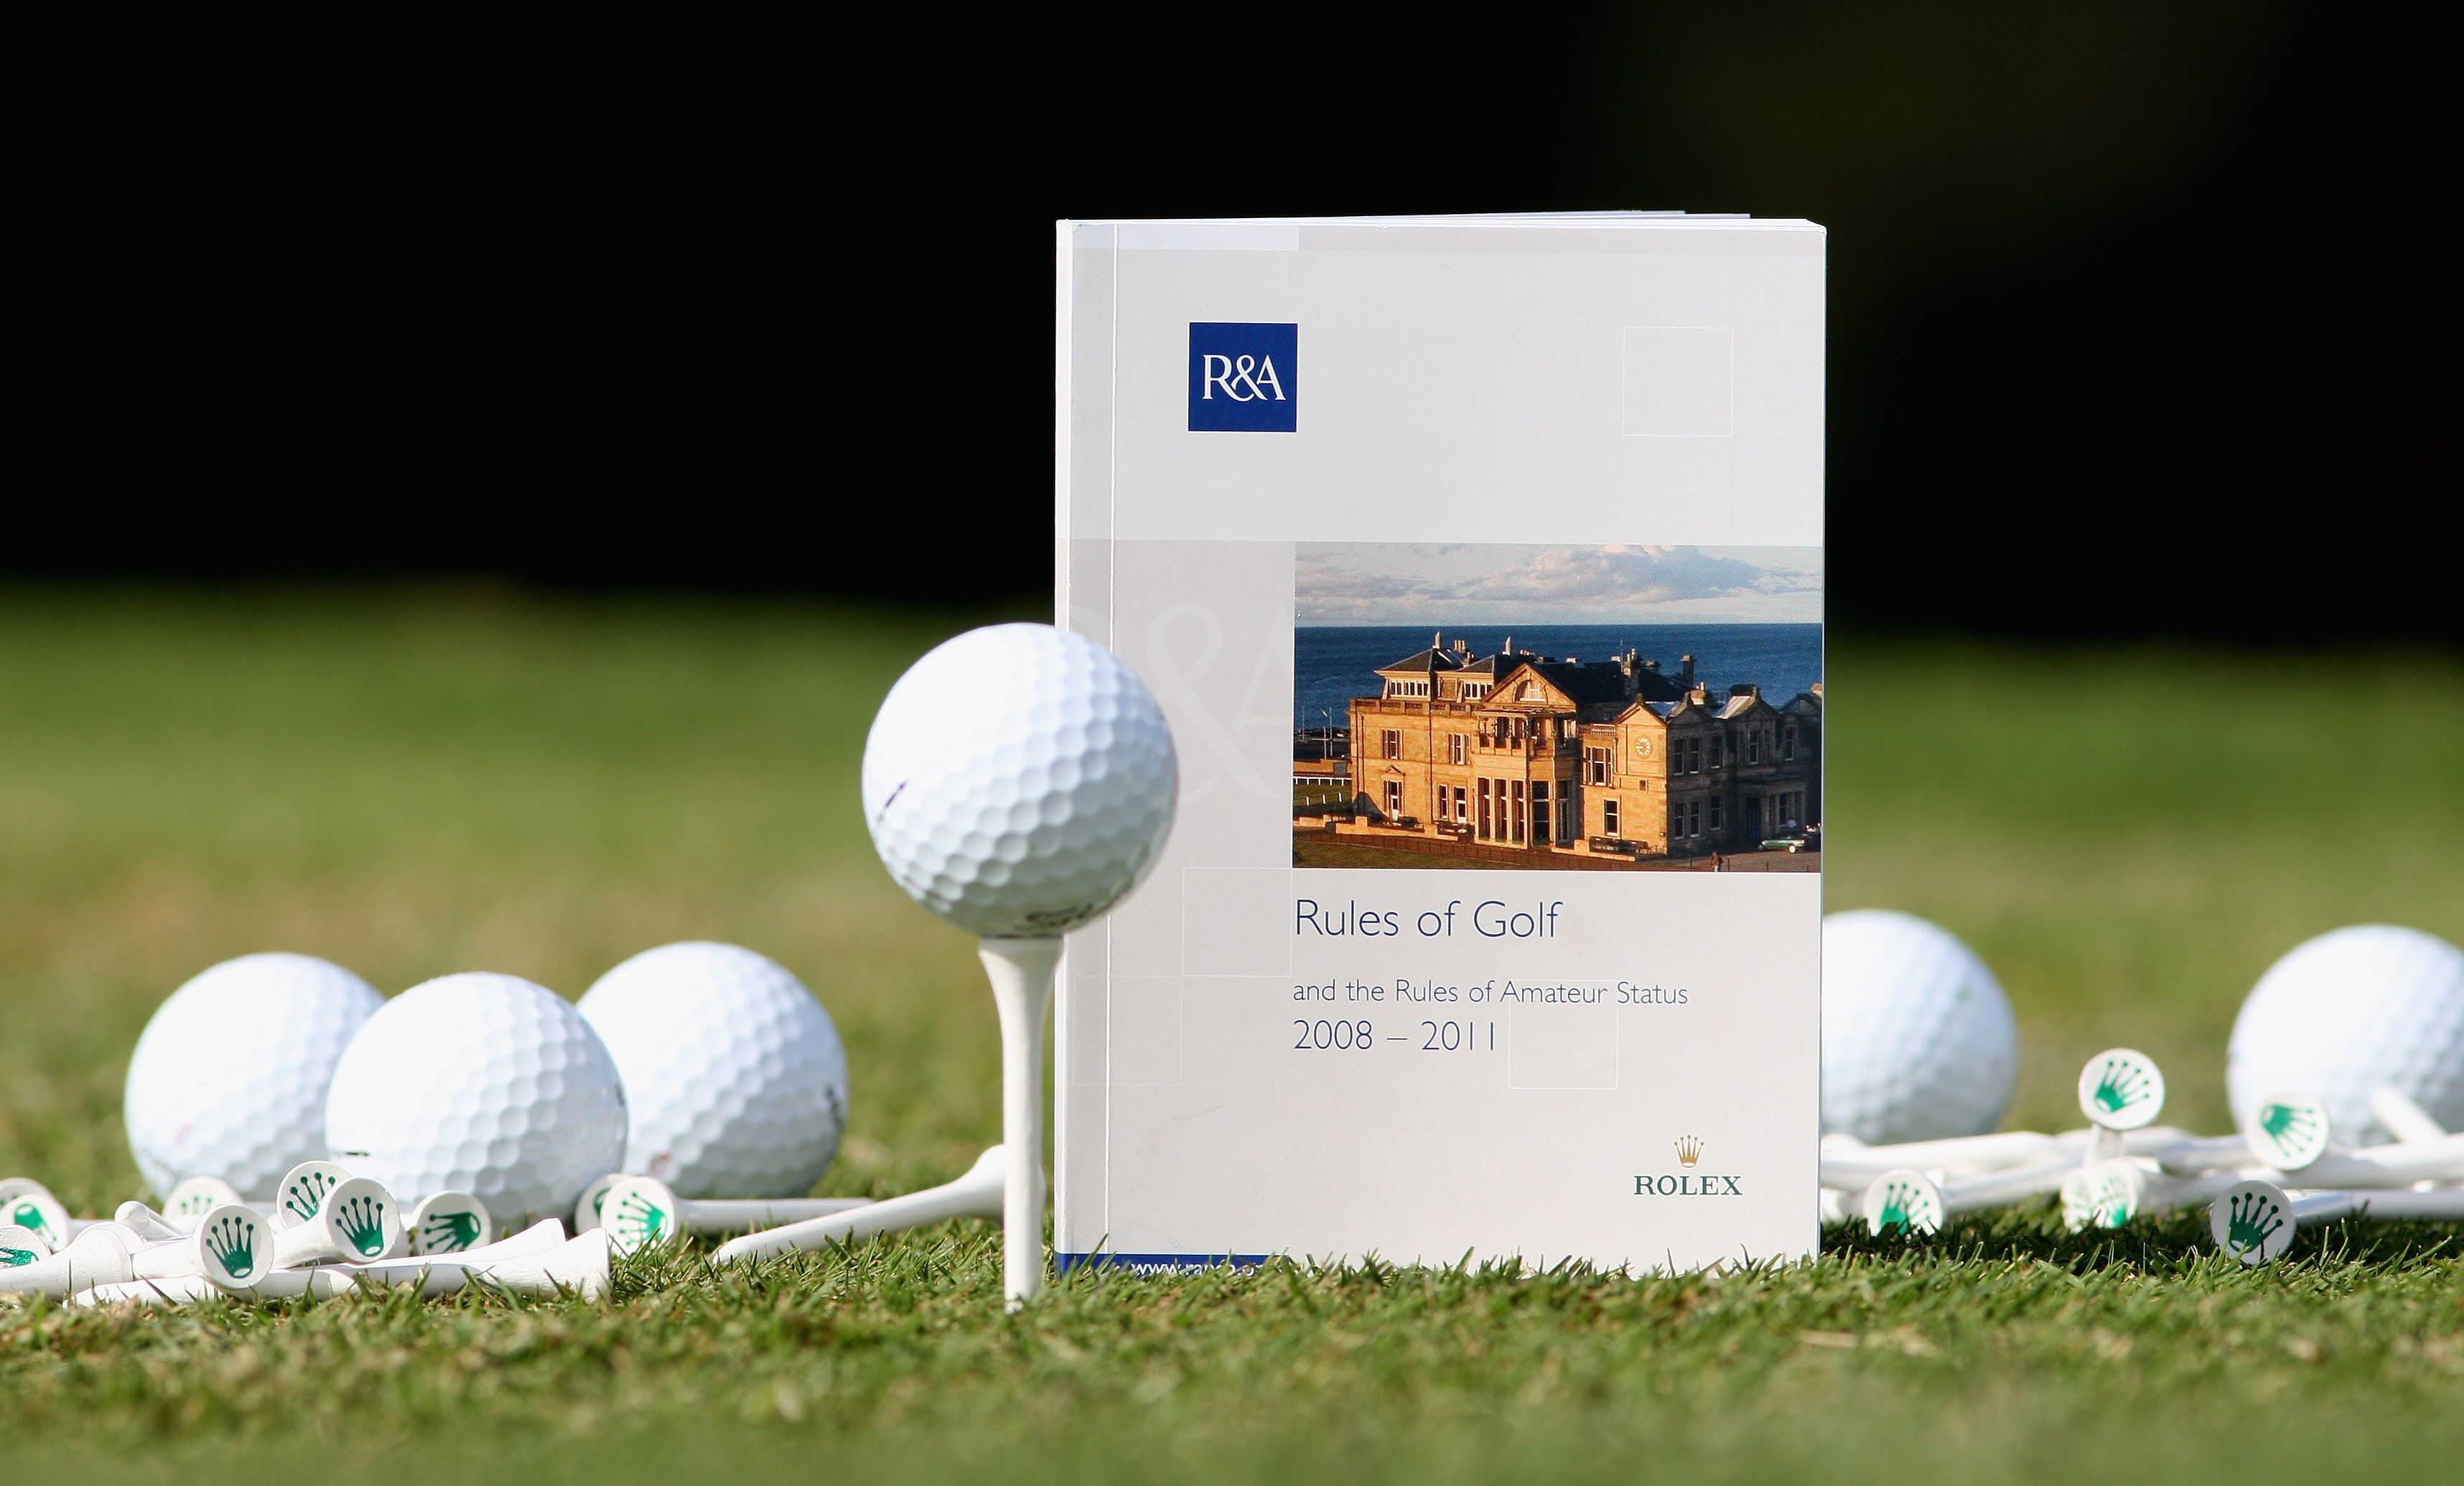 R&A
Rules of Golf
and the Rules of Amateur Status
2008 – 2011
ROLEX